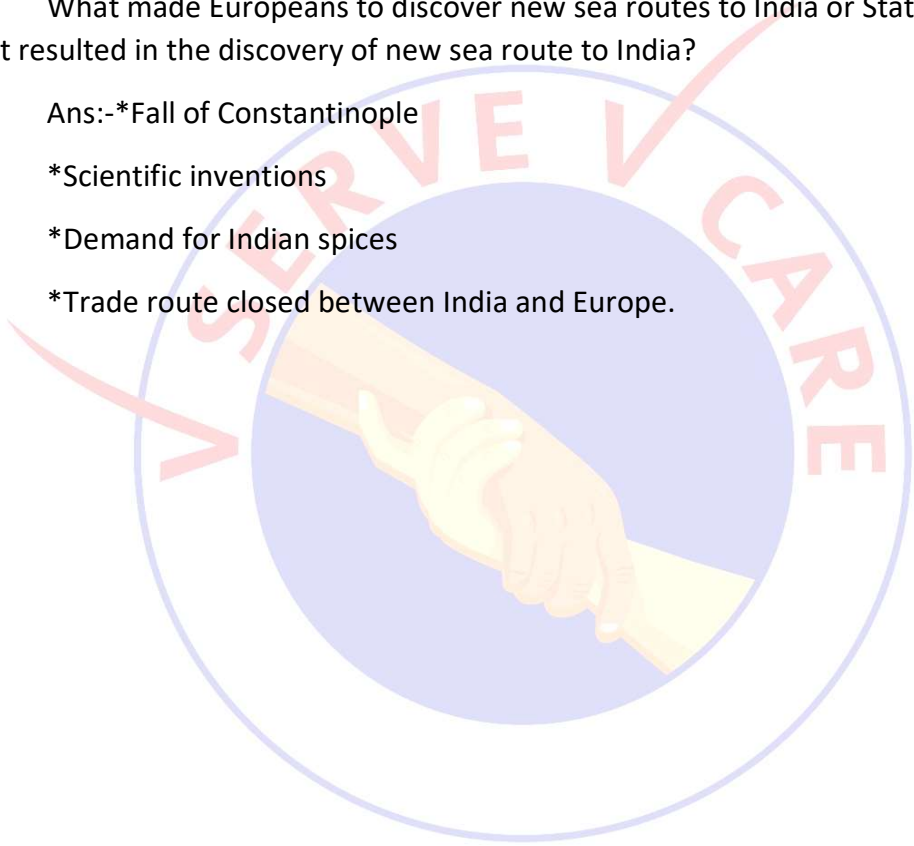 What made Europeans to discover new sea routes to India or Stat
t resulted in the discovery of new sea route to India?
Ans:-*Fall of Constantinople
*Scientific inventions
*Demand for Indian spices
*Trade route closed between India and Europe.
V SERVE V CARE